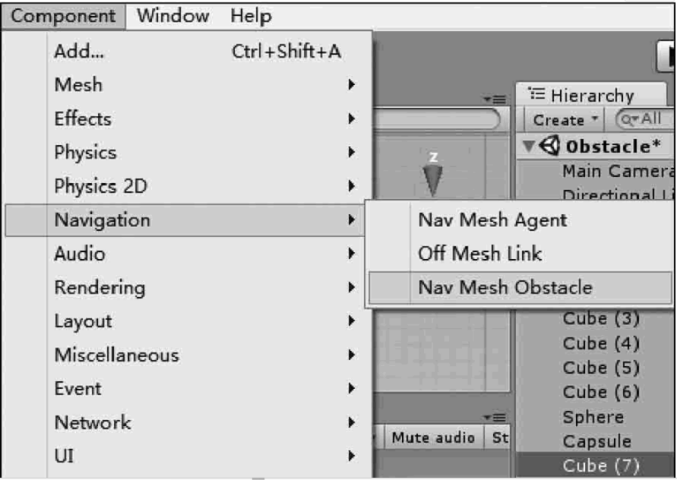 Component Window Help
Add... Ctrl+Shift+A
Mesh
Effects
Physics
Physics 2D
Navigation
Audio
Rendering
Layout
Miscellaneous
Event
Network
UI
Nav Mesh Agent
Off Mesh Link
Nav Mesh Obstacle
z
Mute audio St
Hierarchy
Create All
Obstacle*
Main Camera
Directional Li
Cube (3)
Cube (4)
Cube (5)
Cube (6)
Sphere
Capsule
Cube (7)